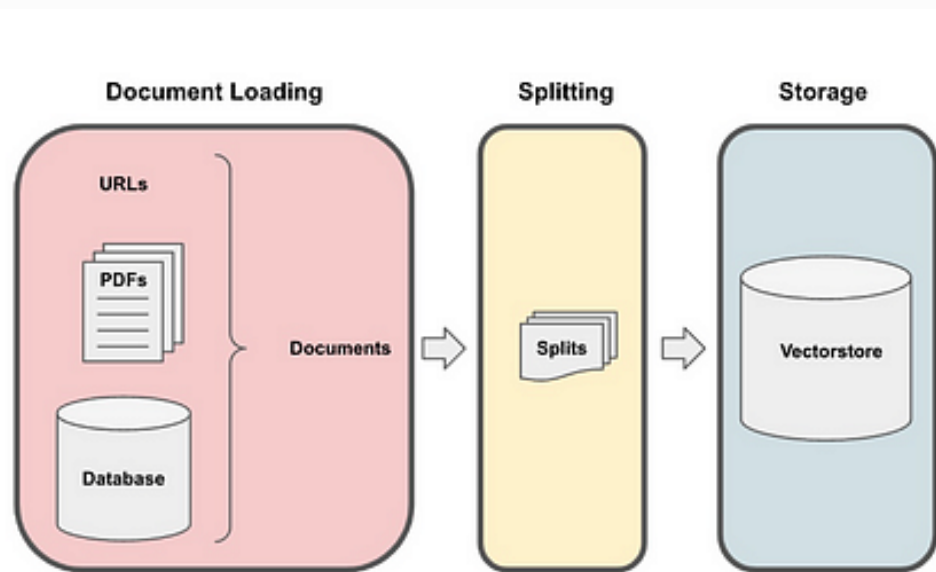 Document Loading
Splitting
Storage
URLs
PDFs
Documents
Database
Splits
Vectorstore